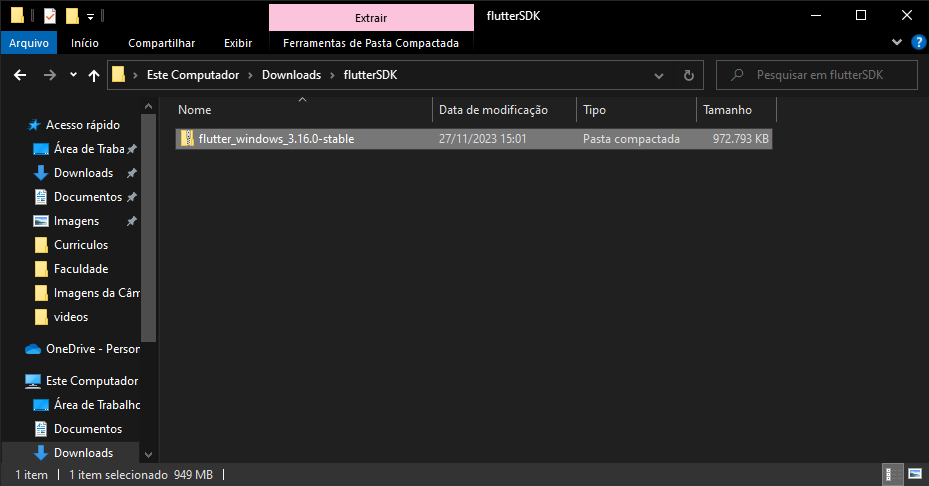 Extrair
flutterSDK
Arquivo
Início
Compartilhar
Exibir
Ferramentas de Pasta Compactada
Este Computador
Downloads
flutterSDK
Pesquisar em flutterSDK
Nome
Data de modificação
Tipo
Tamanho
flutter_windows_3.16.0-stable
27/11/2023 15:01
Pasta compactada
972.793 KB
Acesso rápido
Área de Traba
Downloads
Documentos
Imagens
Curriculos
Faculdade
Imagens da Câm
videos
OneDrive - Person
Este Computador
Área de Trabalho
Documentos
Downloads
1 item
1 item selecionado 949 MB